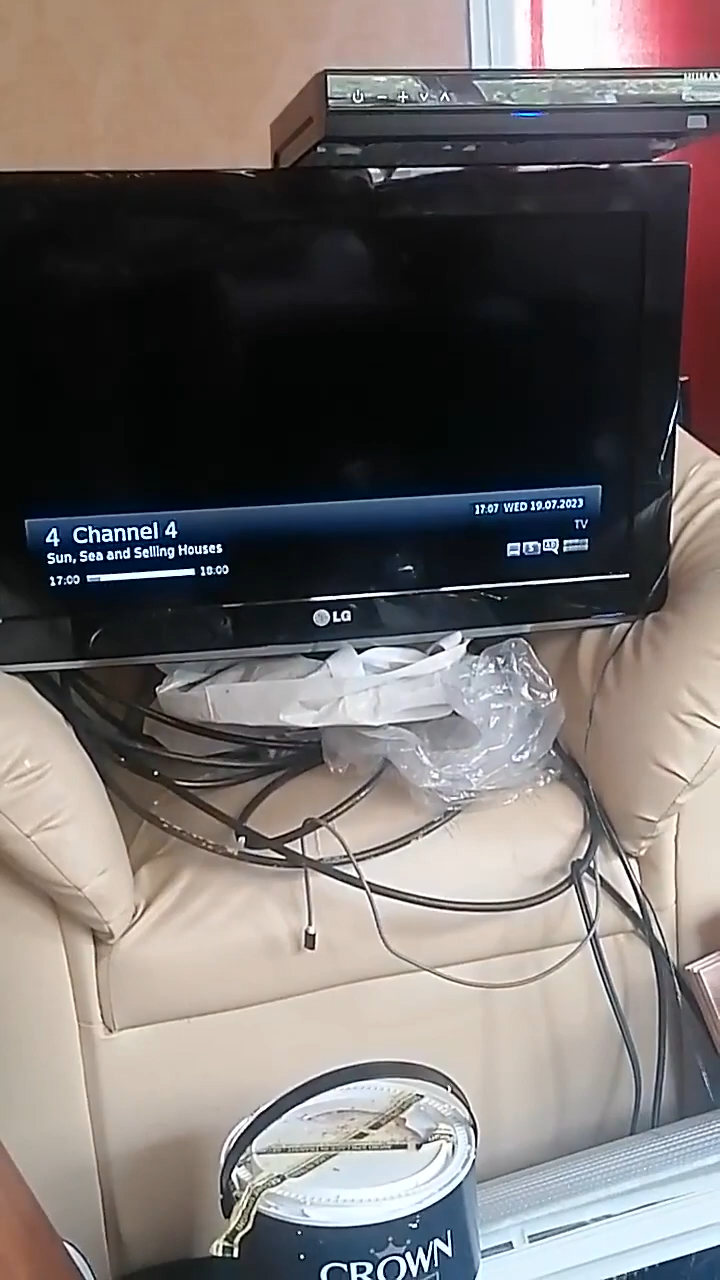 HUMAX
4 Channel 4
17:07 WED 19.07.2023
Sun, Sea and Selling Houses
TV
17:00 18:00
LG
CROWN